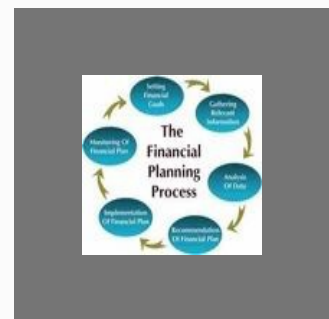 Setting
Financial
Goals
Gathering
Relevant
Information
Analysis
Of Data
Recommendation
Of Financial Plan
Implementation
Of Financial Plan
Monitoring Of
Financial Plan
The
Financial
Planning
Process